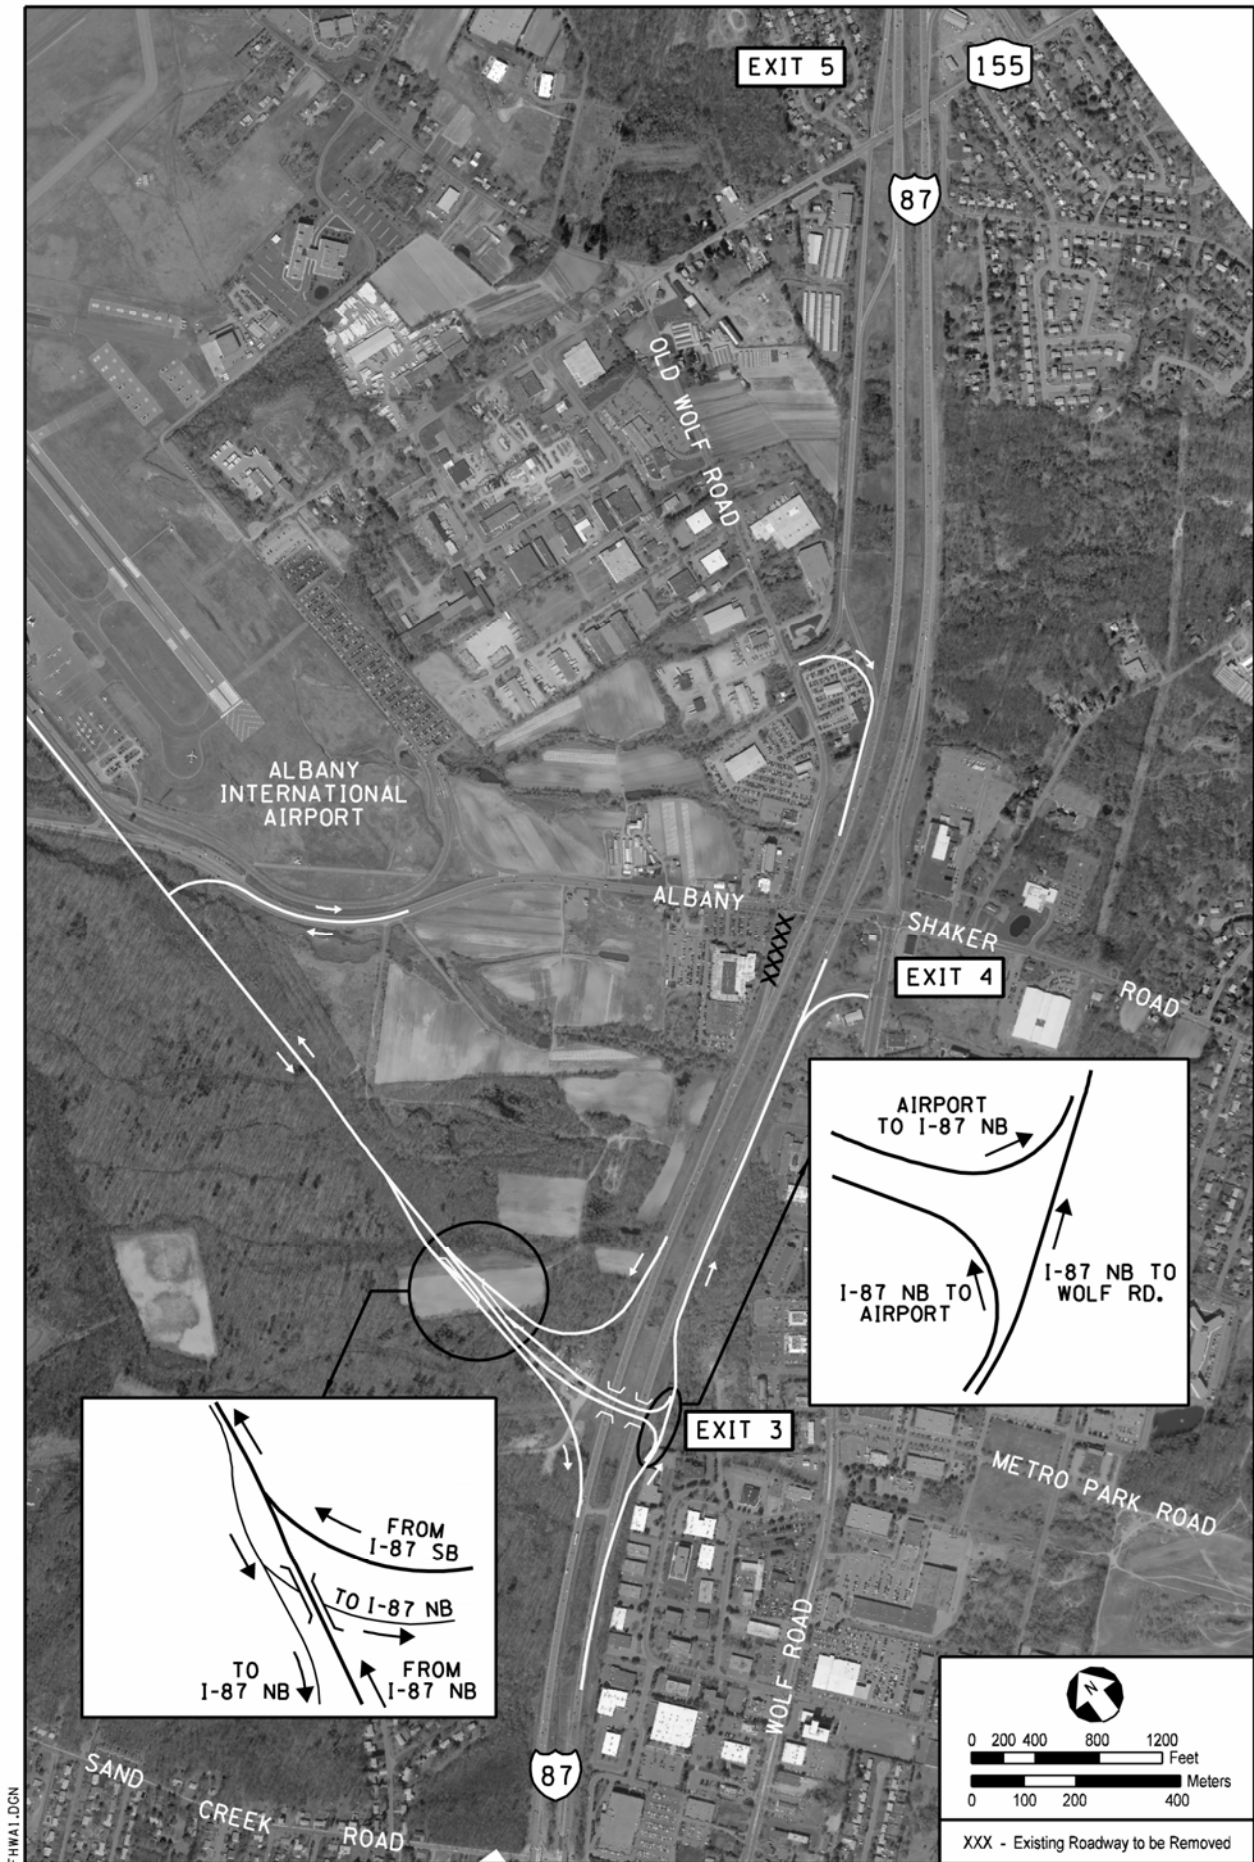 EXIT 5
155
87
OLD WOLF ROAD
ALBANY
INTERNATIONAL
AIRPORT
ALBANY
SHAKER
ROAD
EXIT 4
AIRPORT
TO I-87 NB
I-87 NB TO
AIRPORT
I-87 NB TO
WOLF RD.
EXIT 3
METRO PARK ROAD
FROM
I-87 SB
TO I-87 NB
TO
I-87 NB
FROM
I-87 NB
WOLF ROAD
87
SAND
CREEK
ROAD
N
0 200 400 800 1200
Feet
Meters
0 100 200 400
XXX - Existing Roadway to be Removed
XXXXX
FHWA1.DGN